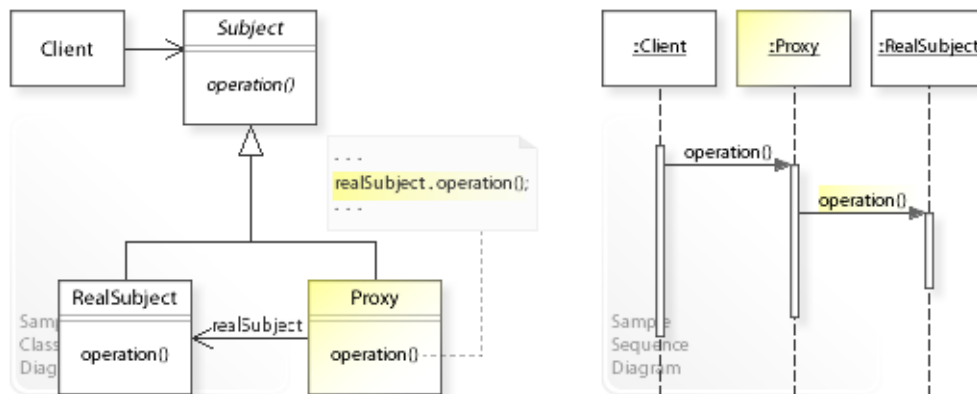 Client
Subject
operation()
. . .
realSubject.operation();
. . .
RealSubject
operation()
realSubject
Proxy
operation()
Sample
Class
Diag
:Client
:Proxy
:RealSubject
operation()
operation()
Sample
Sequence
Diagram